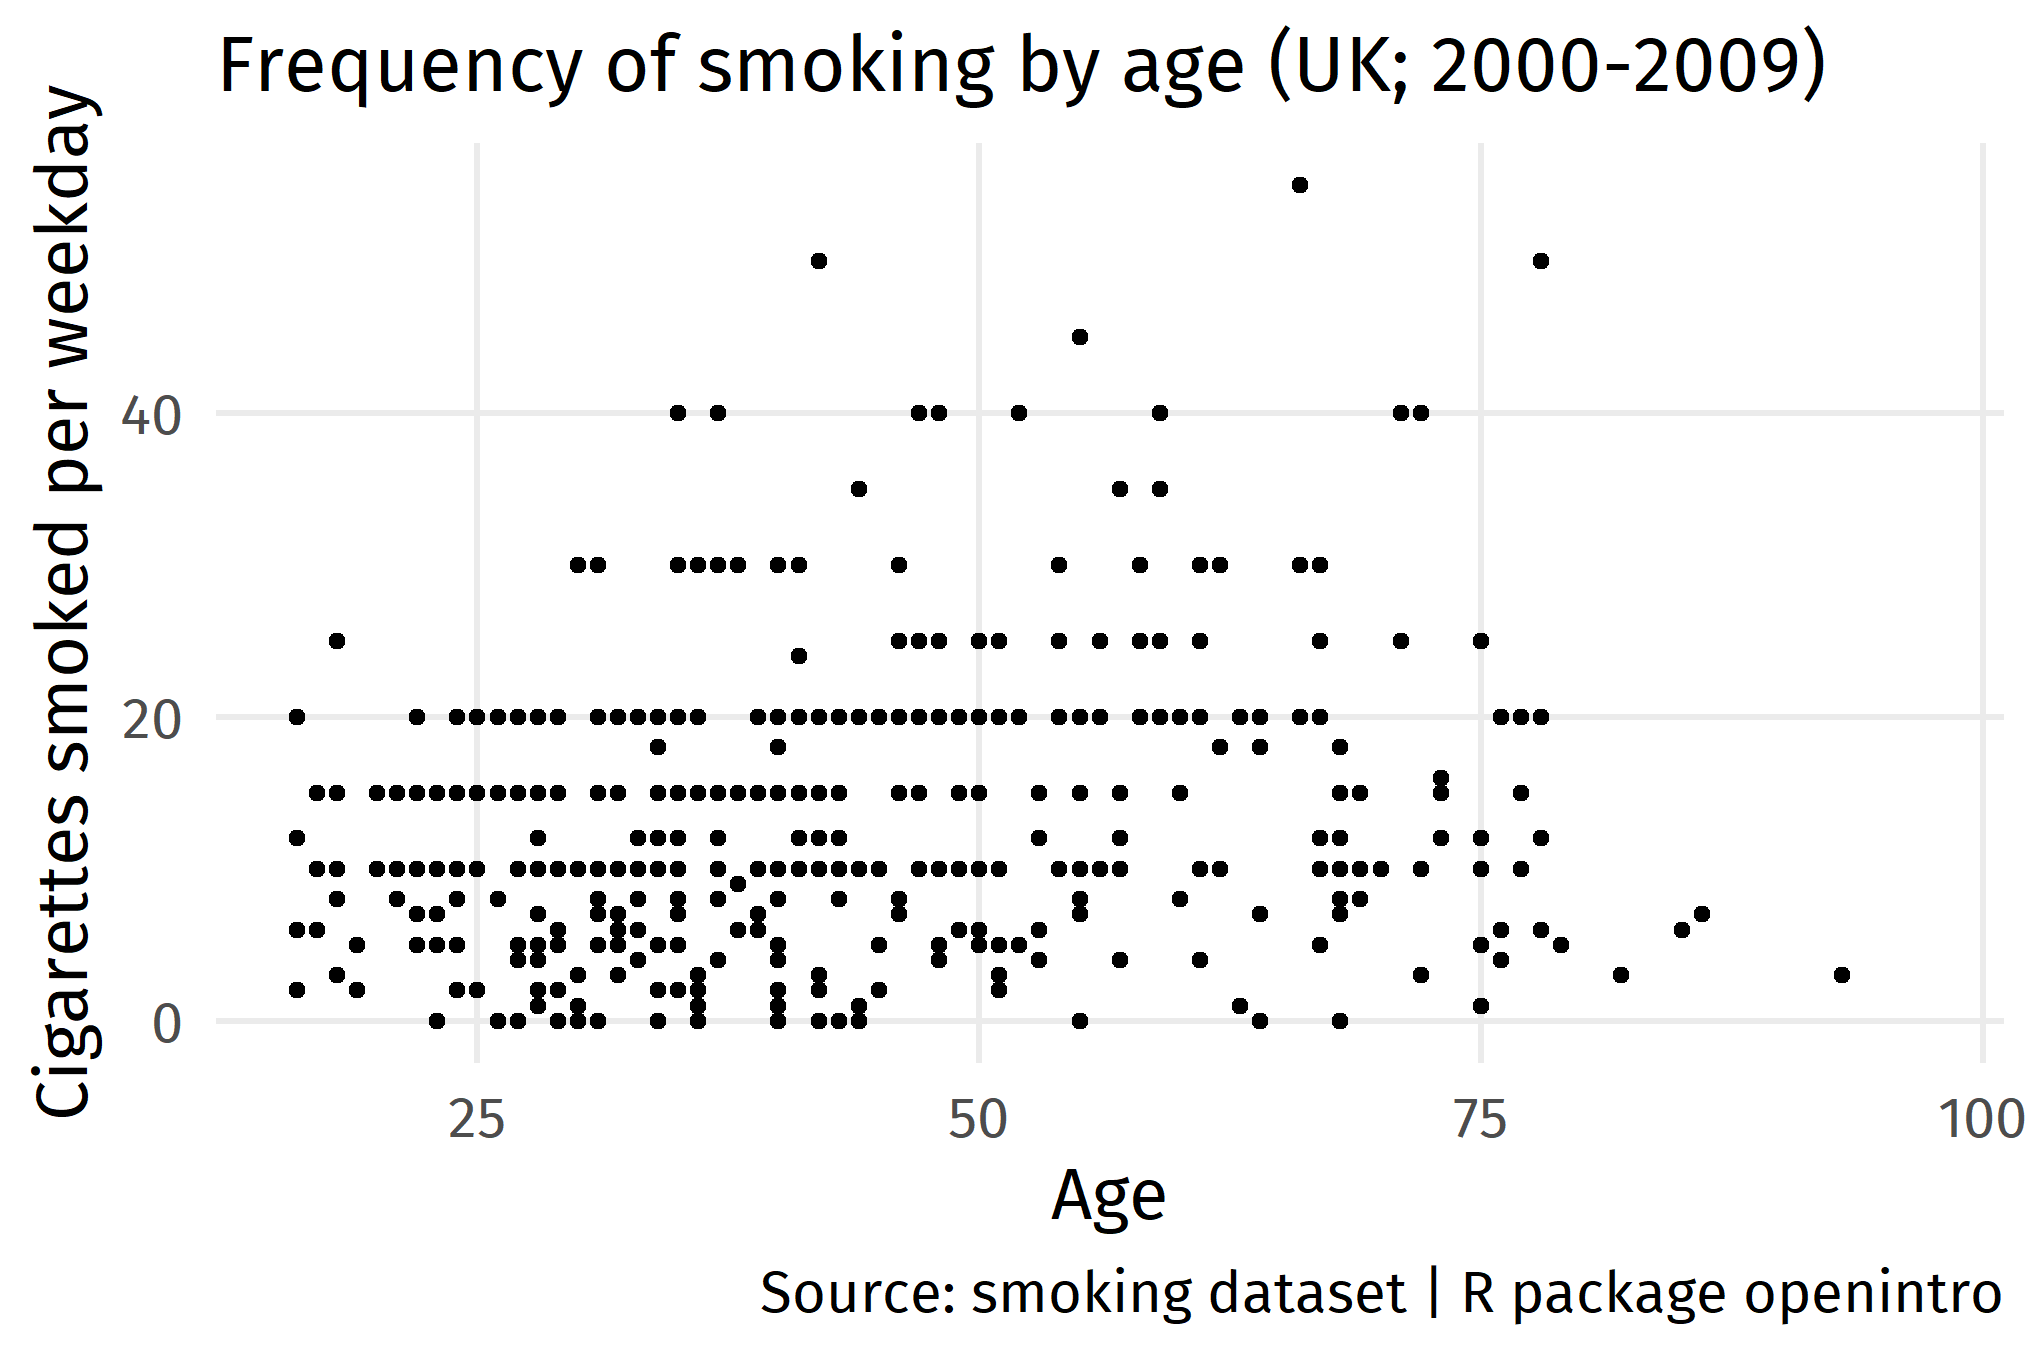 Frequency of smoking by age (UK; 2000-2009)
Cigarettes smoked per weekday
40
20
0
25 50 75 100
Age
Source: smoking dataset | R package openintro